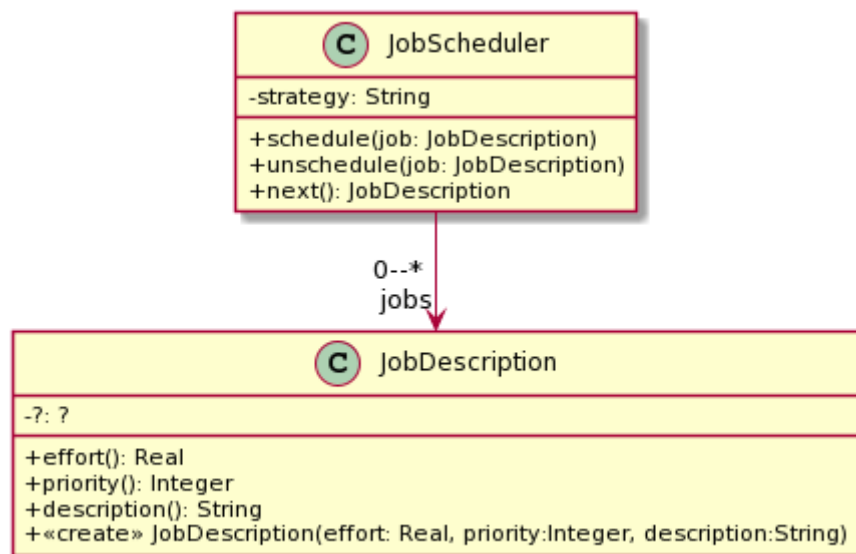 C JobScheduler
-strategy: String
+schedule(job: JobDescription)
+unschedule(job: JobDescription)
+next(): JobDescription
0--*
jobs
C JobDescription
-?: ?
+effort(): Real
+priority(): Integer
+description(): String
+«create» JobDescription(effort: Real, priority:Integer, description:String)